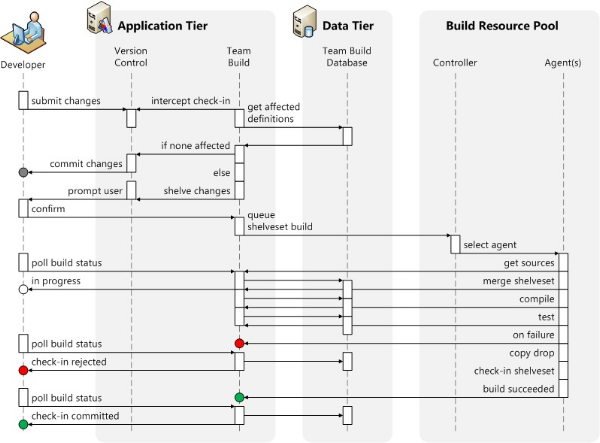 Application Tier
Data Tier
Build Resource Pool
Developer
Version
Control
Team
Build
Team Build
Database
Controller
Agent(s)
submit changes
intercept check-in
get affected
definitions
if none affected
commit changes
else
prompt user
shelve changes
confirm
queue
shelveset build
select agent
poll build status
get sources
in progress
merge shelveset
compile
test
on failure
poll build status
copy drop
check-in rejected
check-in shelveset
build succeeded
poll build status
check-in committed